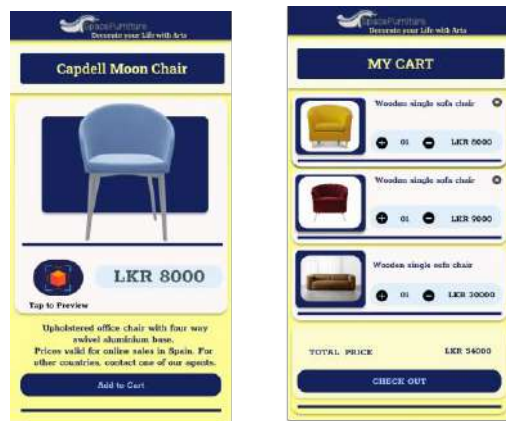 SpaceFurniture
Decorate your Life with Arts
Capdell Moon Chair
LKR 8000
Tap to Preview
Upholstered office chair with four way
swivel aluminium base.
Prices valid for online sales in Spain. For
other countries, contact one of our agents.
Add to Cart
SpaceFurniture
Decorate your Life with Arts
MY CART
Wooden single sofa chair
01
LKR 8000
Wooden single sofa chair
01
LKR 9000
Wooden single sofa chair
01
TOTAL PRICE
LKR 54000
CHECK OUT